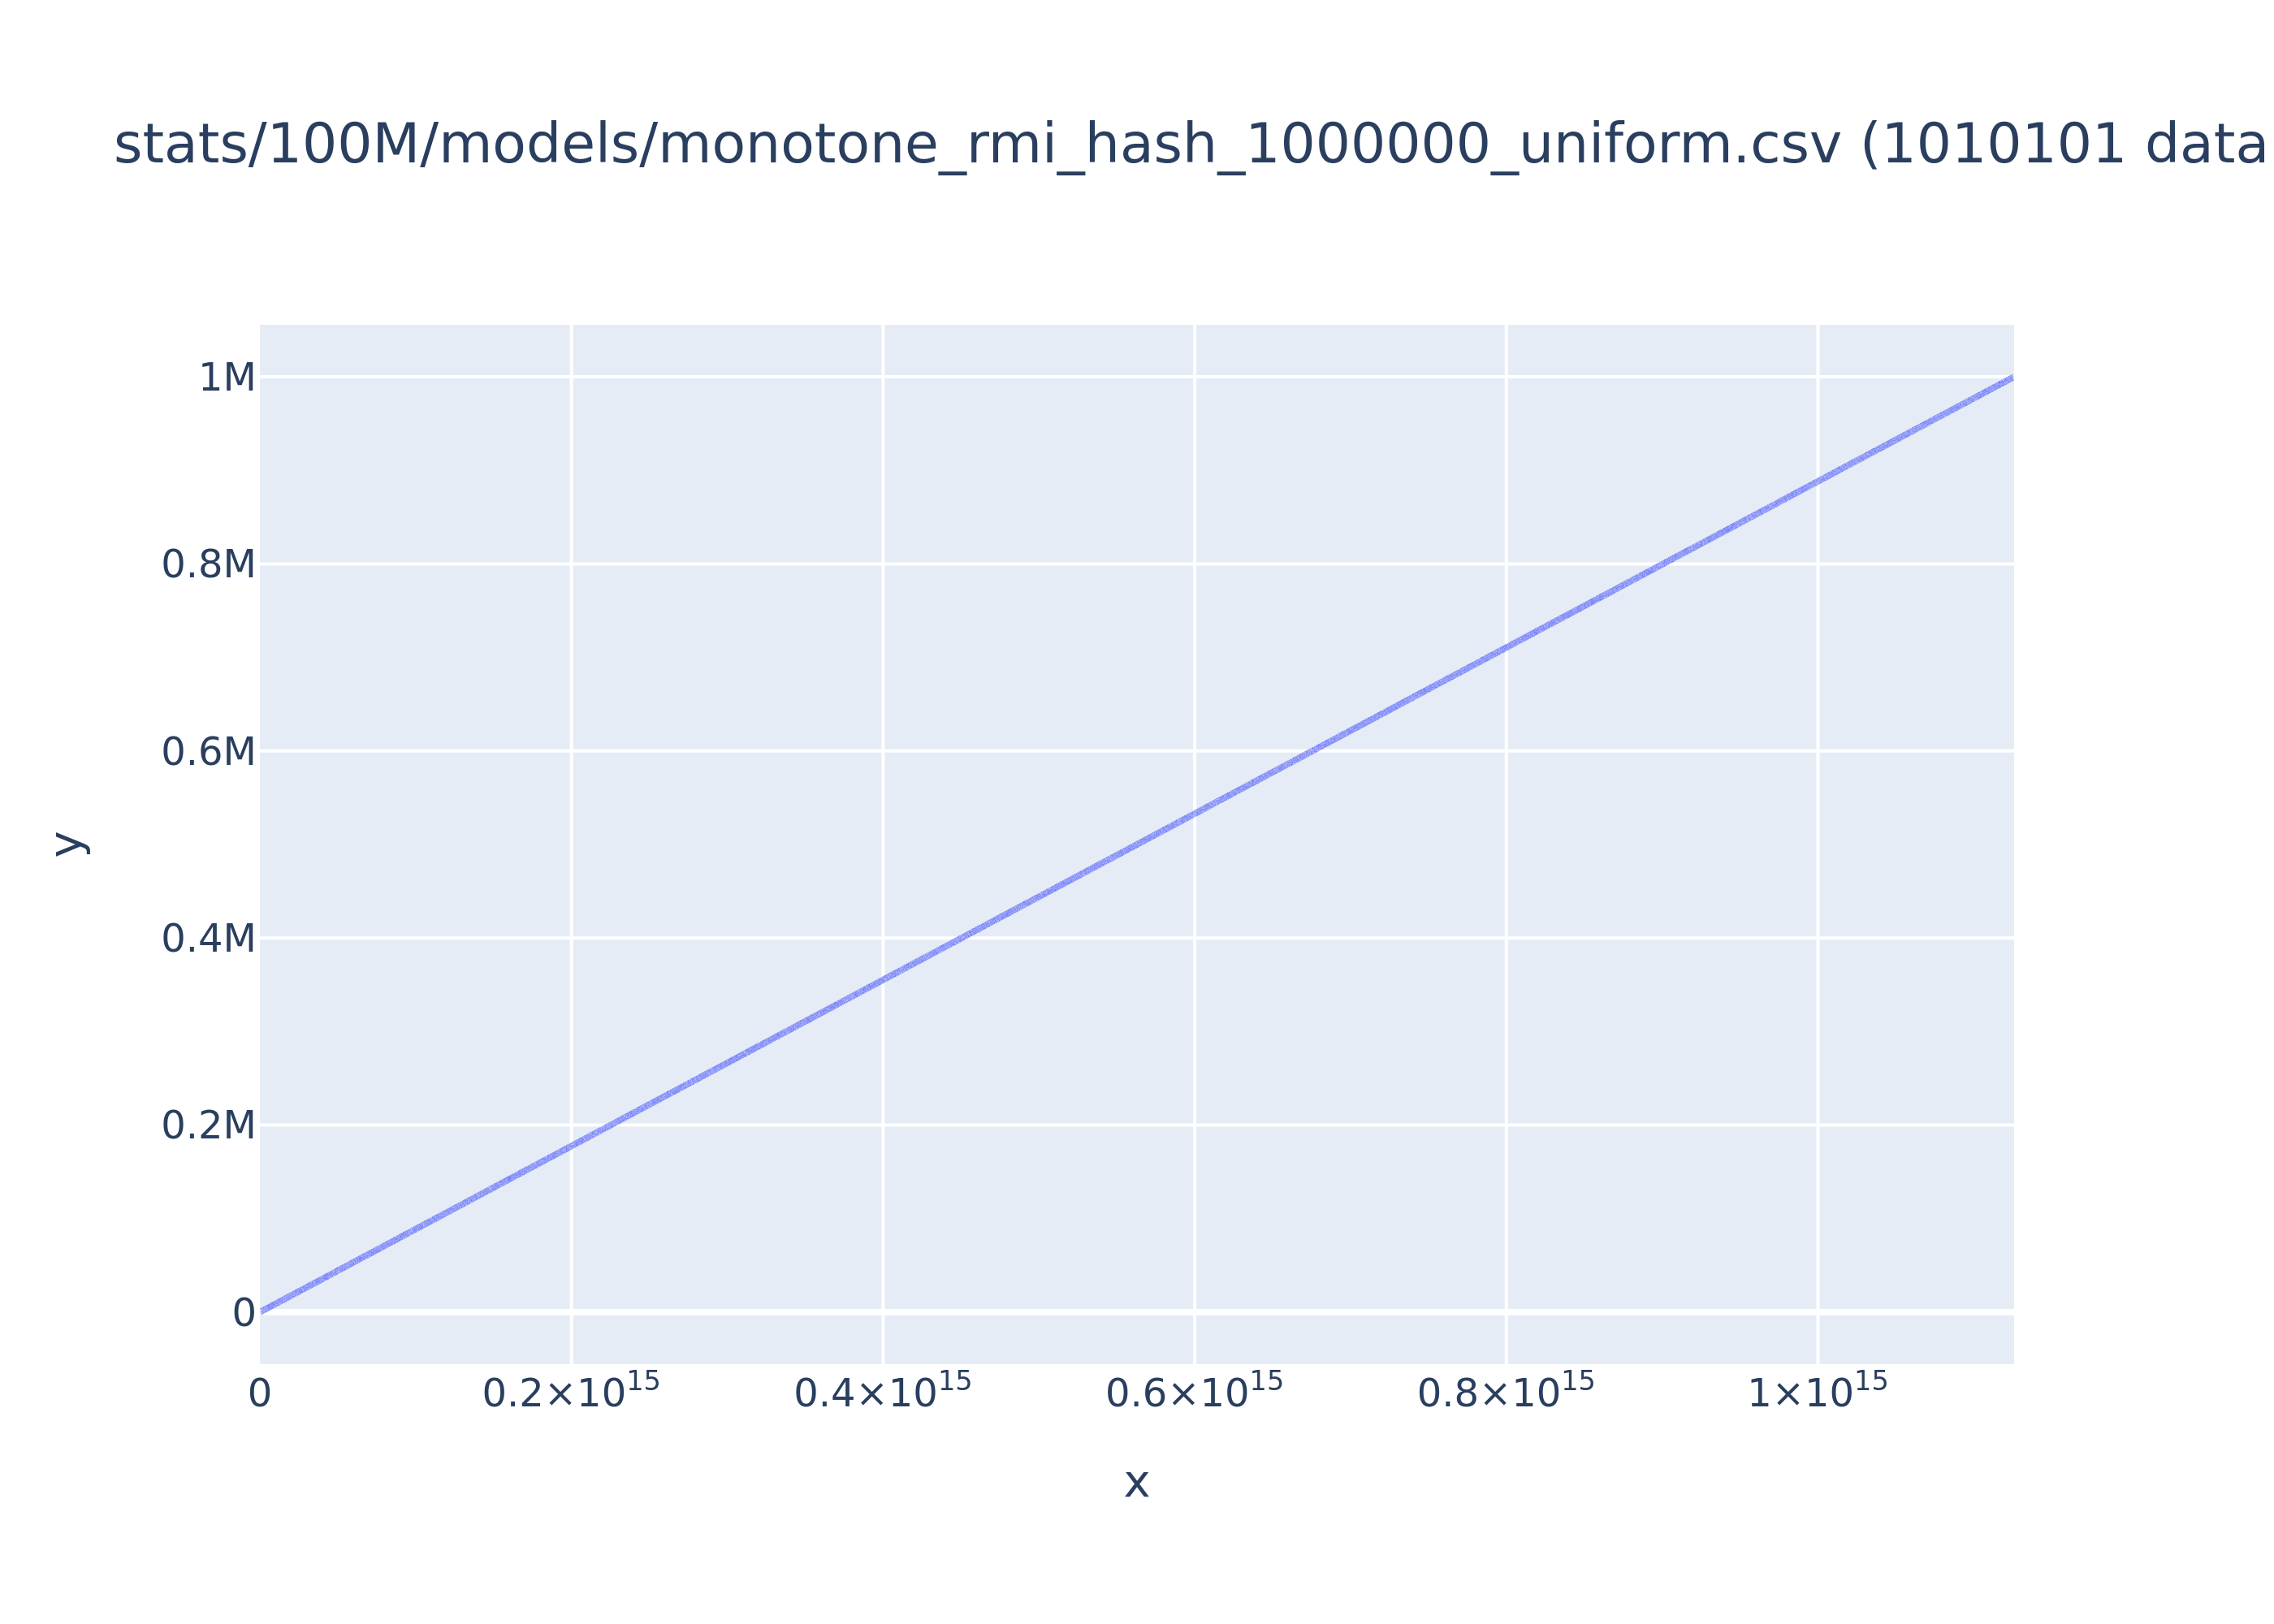 stats/100M/models/monotone_rmi_hash_1000000_uniform.csv (1010101 data
1M
0.8M
0.6M
0.4M
0.2M
0
y
0 0.2×10¹⁵ 0.4×10¹⁵ 0.6×10¹⁵ 0.8×10¹⁵ 1×10¹⁵
x